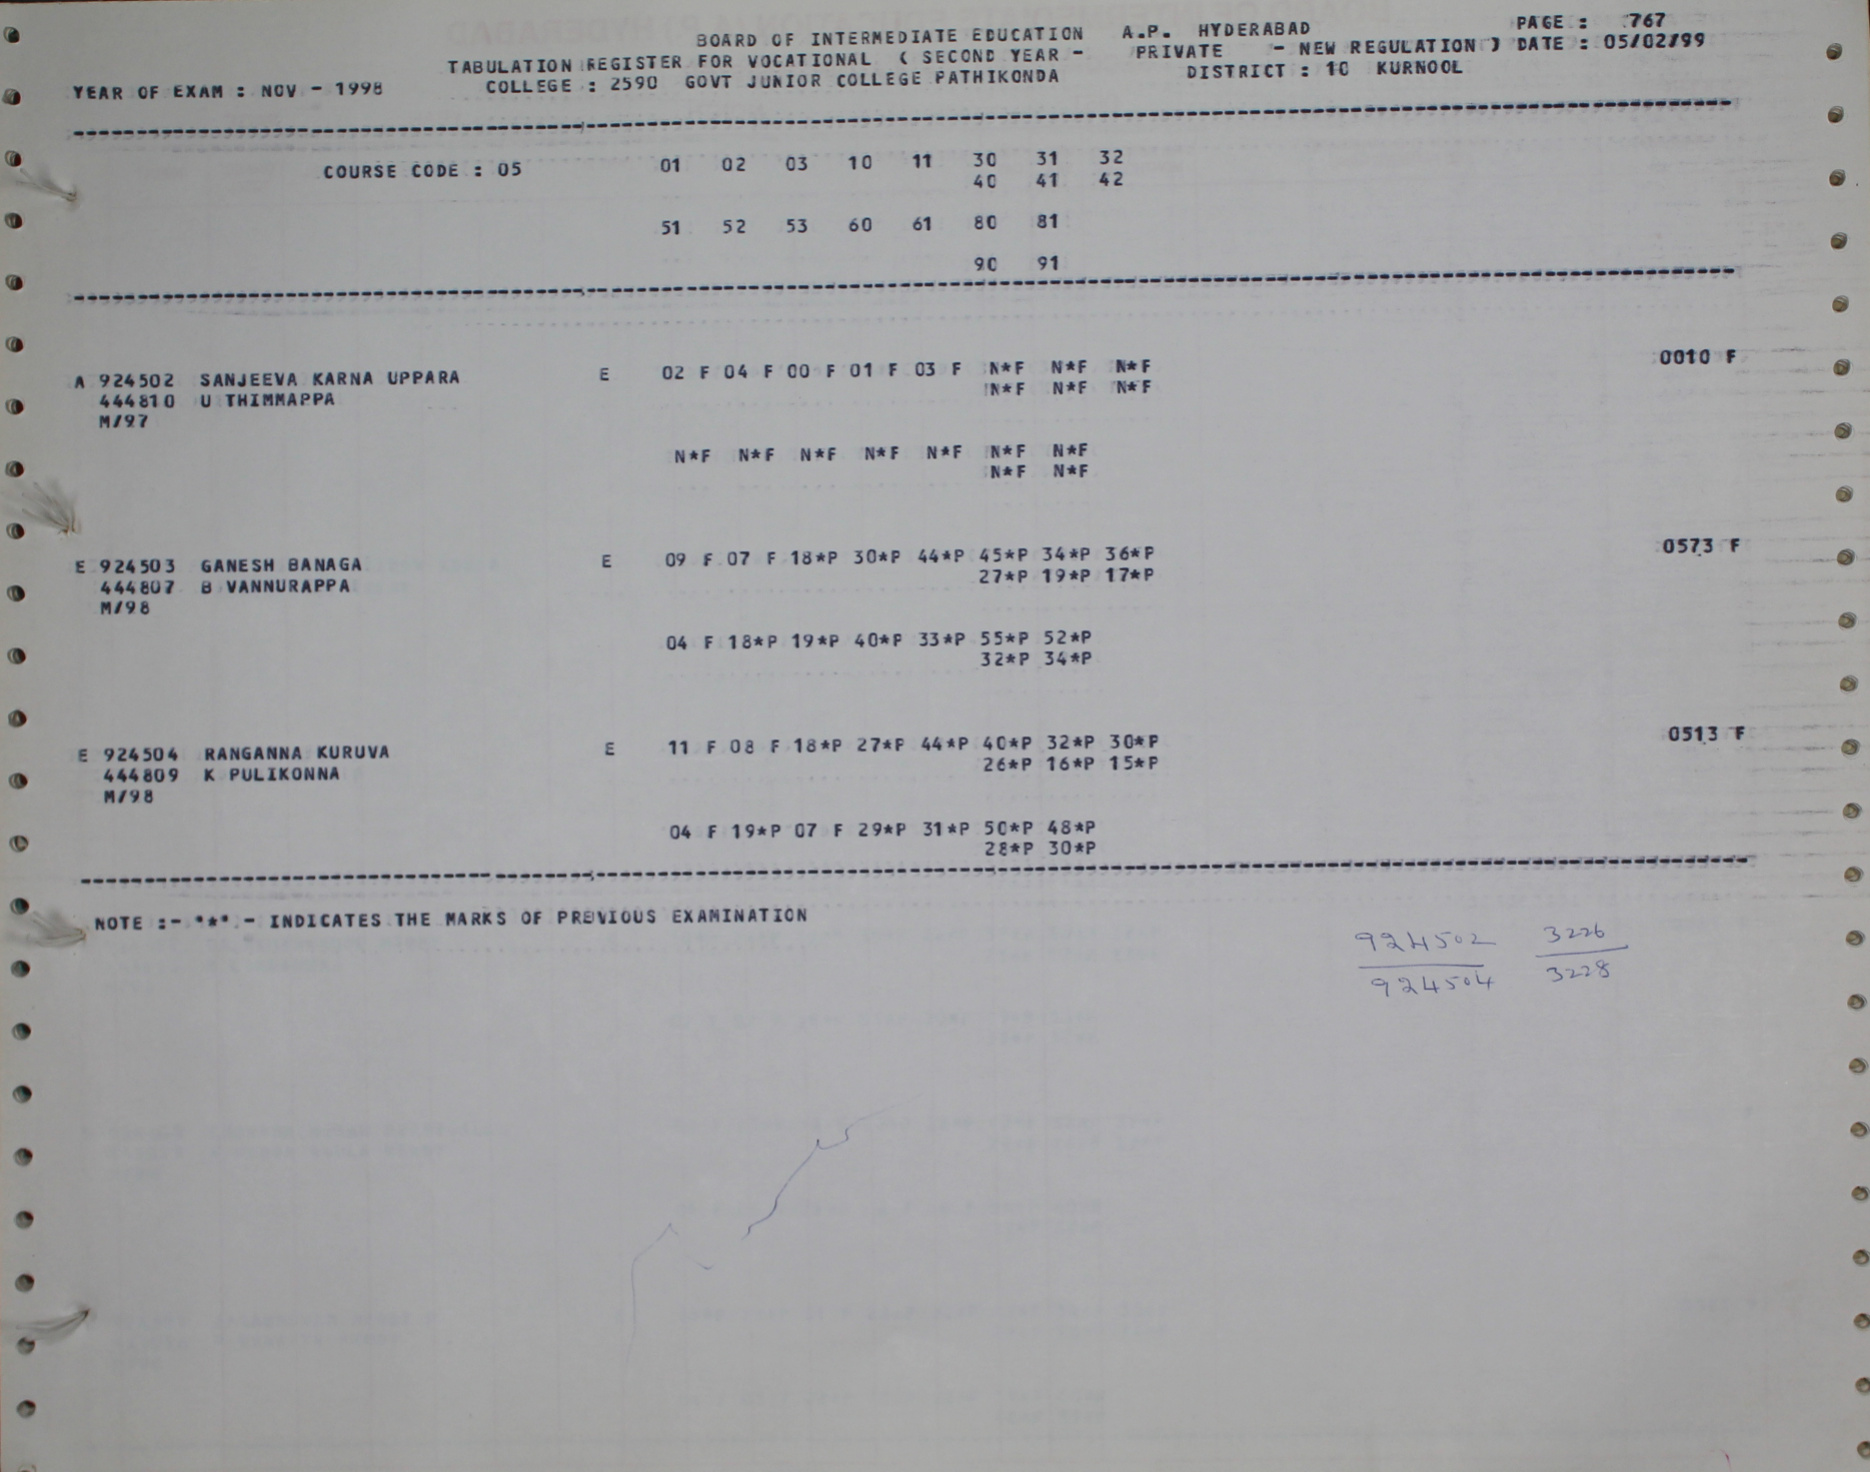 BOARD OF INTERMEDIATE EDUCATION A.P. HYDERABAD PAGE : 767
TABULATION REGISTER FOR VOCATIONAL ( SECOND YEAR - PRIVATE - NEW REGULATION ) DATE : 05/02/99
YEAR OF EXAM : NOV - 1998 COLLEGE : 2590 GOVT JUNIOR COLLEGE PATHIKONDA DISTRICT : 10 KURNOOL
COURSE CODE : 05 01 02 03 10 11 30 31 32
40 41 42
51 52 53 60 61 80 81
90 91
A 924502 SANJEEVA KARNA UPPARA E 02 F 04 F 00 F 01 F 03 F N*F N*F N*F 0010 F
444810 U THIMMAPPA N*F N*F N*F
M/97
N*F N*F N*F N*F N*F N*F N*F
N*F N*F
E 924503 GANESH BANAGA E 09 F 07 F 18*P 30*P 44*P 45*P 34*P 36*P 0573 F
444807 B VANNURAPPA 27*P 19*P 17*P
M/98
04 F 18*P 19*P 40*P 33*P 55*P 52*P
32*P 34*P
E 924504 RANGANNA KURUVA E 11 F 08 F 18*P 27*P 44*P 40*P 32*P 30*P 0513 F
444809 K PULIKONNA 26*P 16*P 15*P
M/98
04 F 19*P 07 F 29*P 31*P 50*P 48*P
28*P 30*P
NOTE :- "*" - INDICATES THE MARKS OF PREVIOUS EXAMINATION
924502 3226
924504 3228